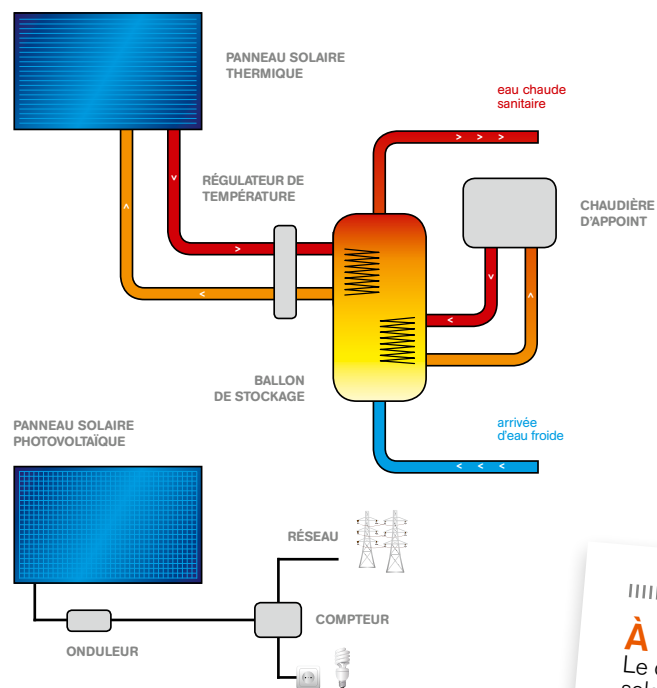 PANNEAU SOLAIRE
THERMIQUE
eau chaude
sanitaire
RÉGULATEUR DE
TEMPÉRATURE
CHAUDIÈRE
D'APPOINT
BALLON
DE STOCKAGE
PANNEAU SOLAIRE
PHOTOVOLTAÏQUE
arrivée
d'eau froide
RÉSEAU
COMPTEUR
ONDULEUR
À
Le